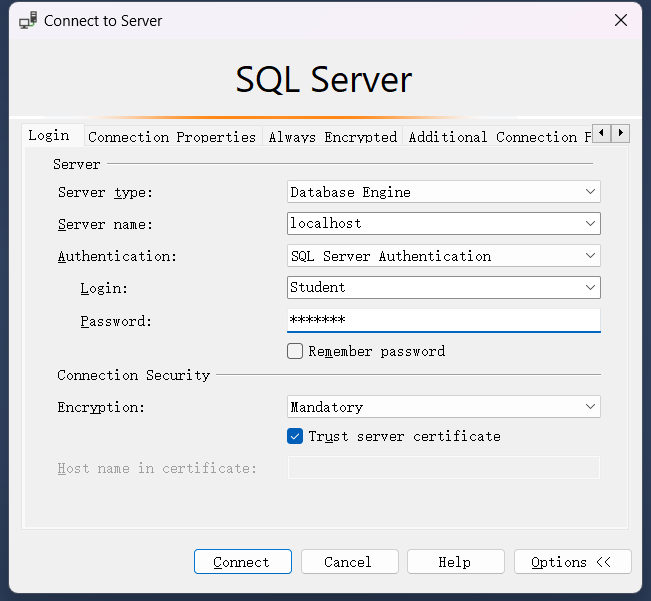 Connect to Server
SQL Server
Login Connection Properties Always Encrypted Additional Connection
Server
Server type: Database Engine
Server name: localhost
Authentication: SQL Server Authentication
Login: Student
Password: *******
Remember password
Connection Security
Encryption: Mandatory
Trust server certificate
Host name in certificate:
Connect Cancel Help Options <<